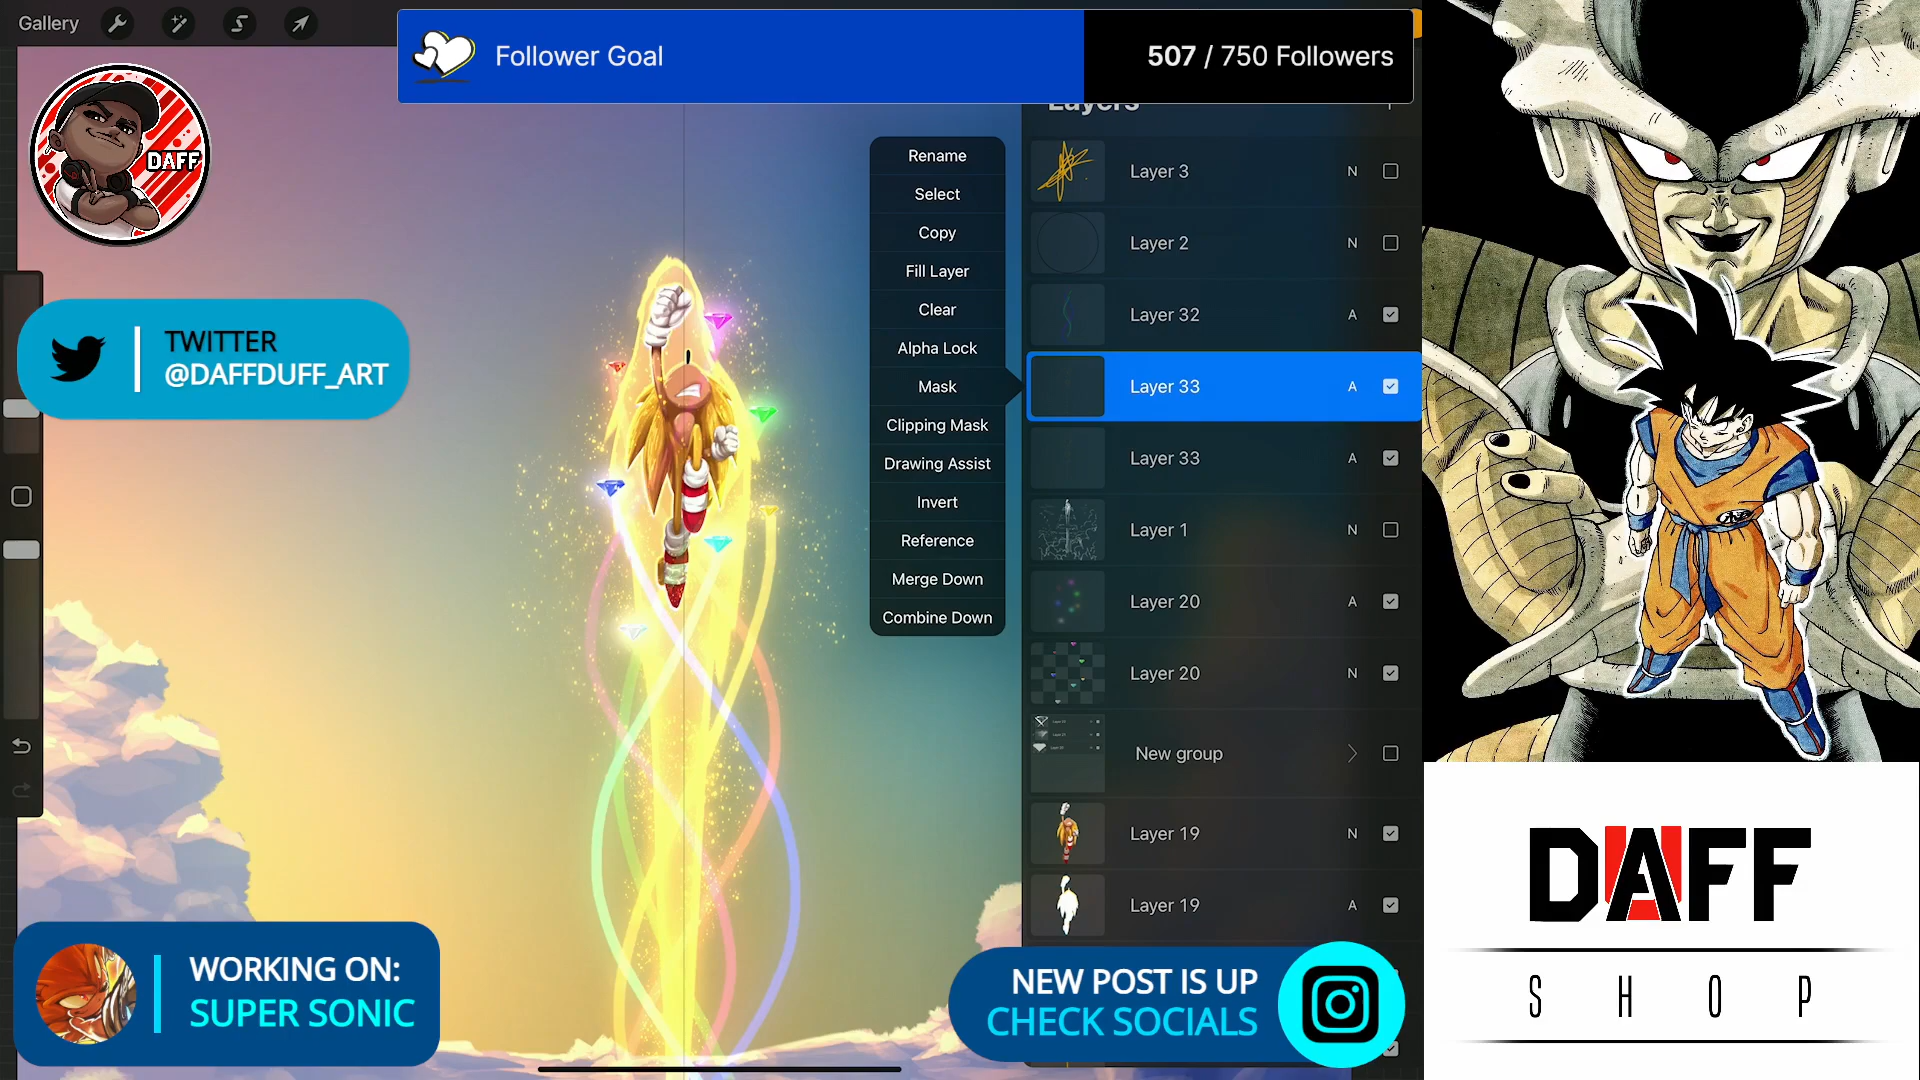 Gallery
Follower Goal
507 / 750 Followers
Layers
DAFF
TWITTER
@DAFFDUFF_ART
Rename
Select
Copy
Fill Layer
Clear
Alpha Lock
Mask
Clipping Mask
Drawing Assist
Invert
Reference
Merge Down
Combine Down
Layer 3 N
Layer 2 N
Layer 32 A
Layer 33 A
Layer 33 A
Layer 1 N
Layer 20 A
Layer 20 N
New group
Layer 19 N
Layer 19 A
WORKING ON:
SUPER SONIC
NEW POST IS UP
CHECK SOCIALS
DAFF
SHOP